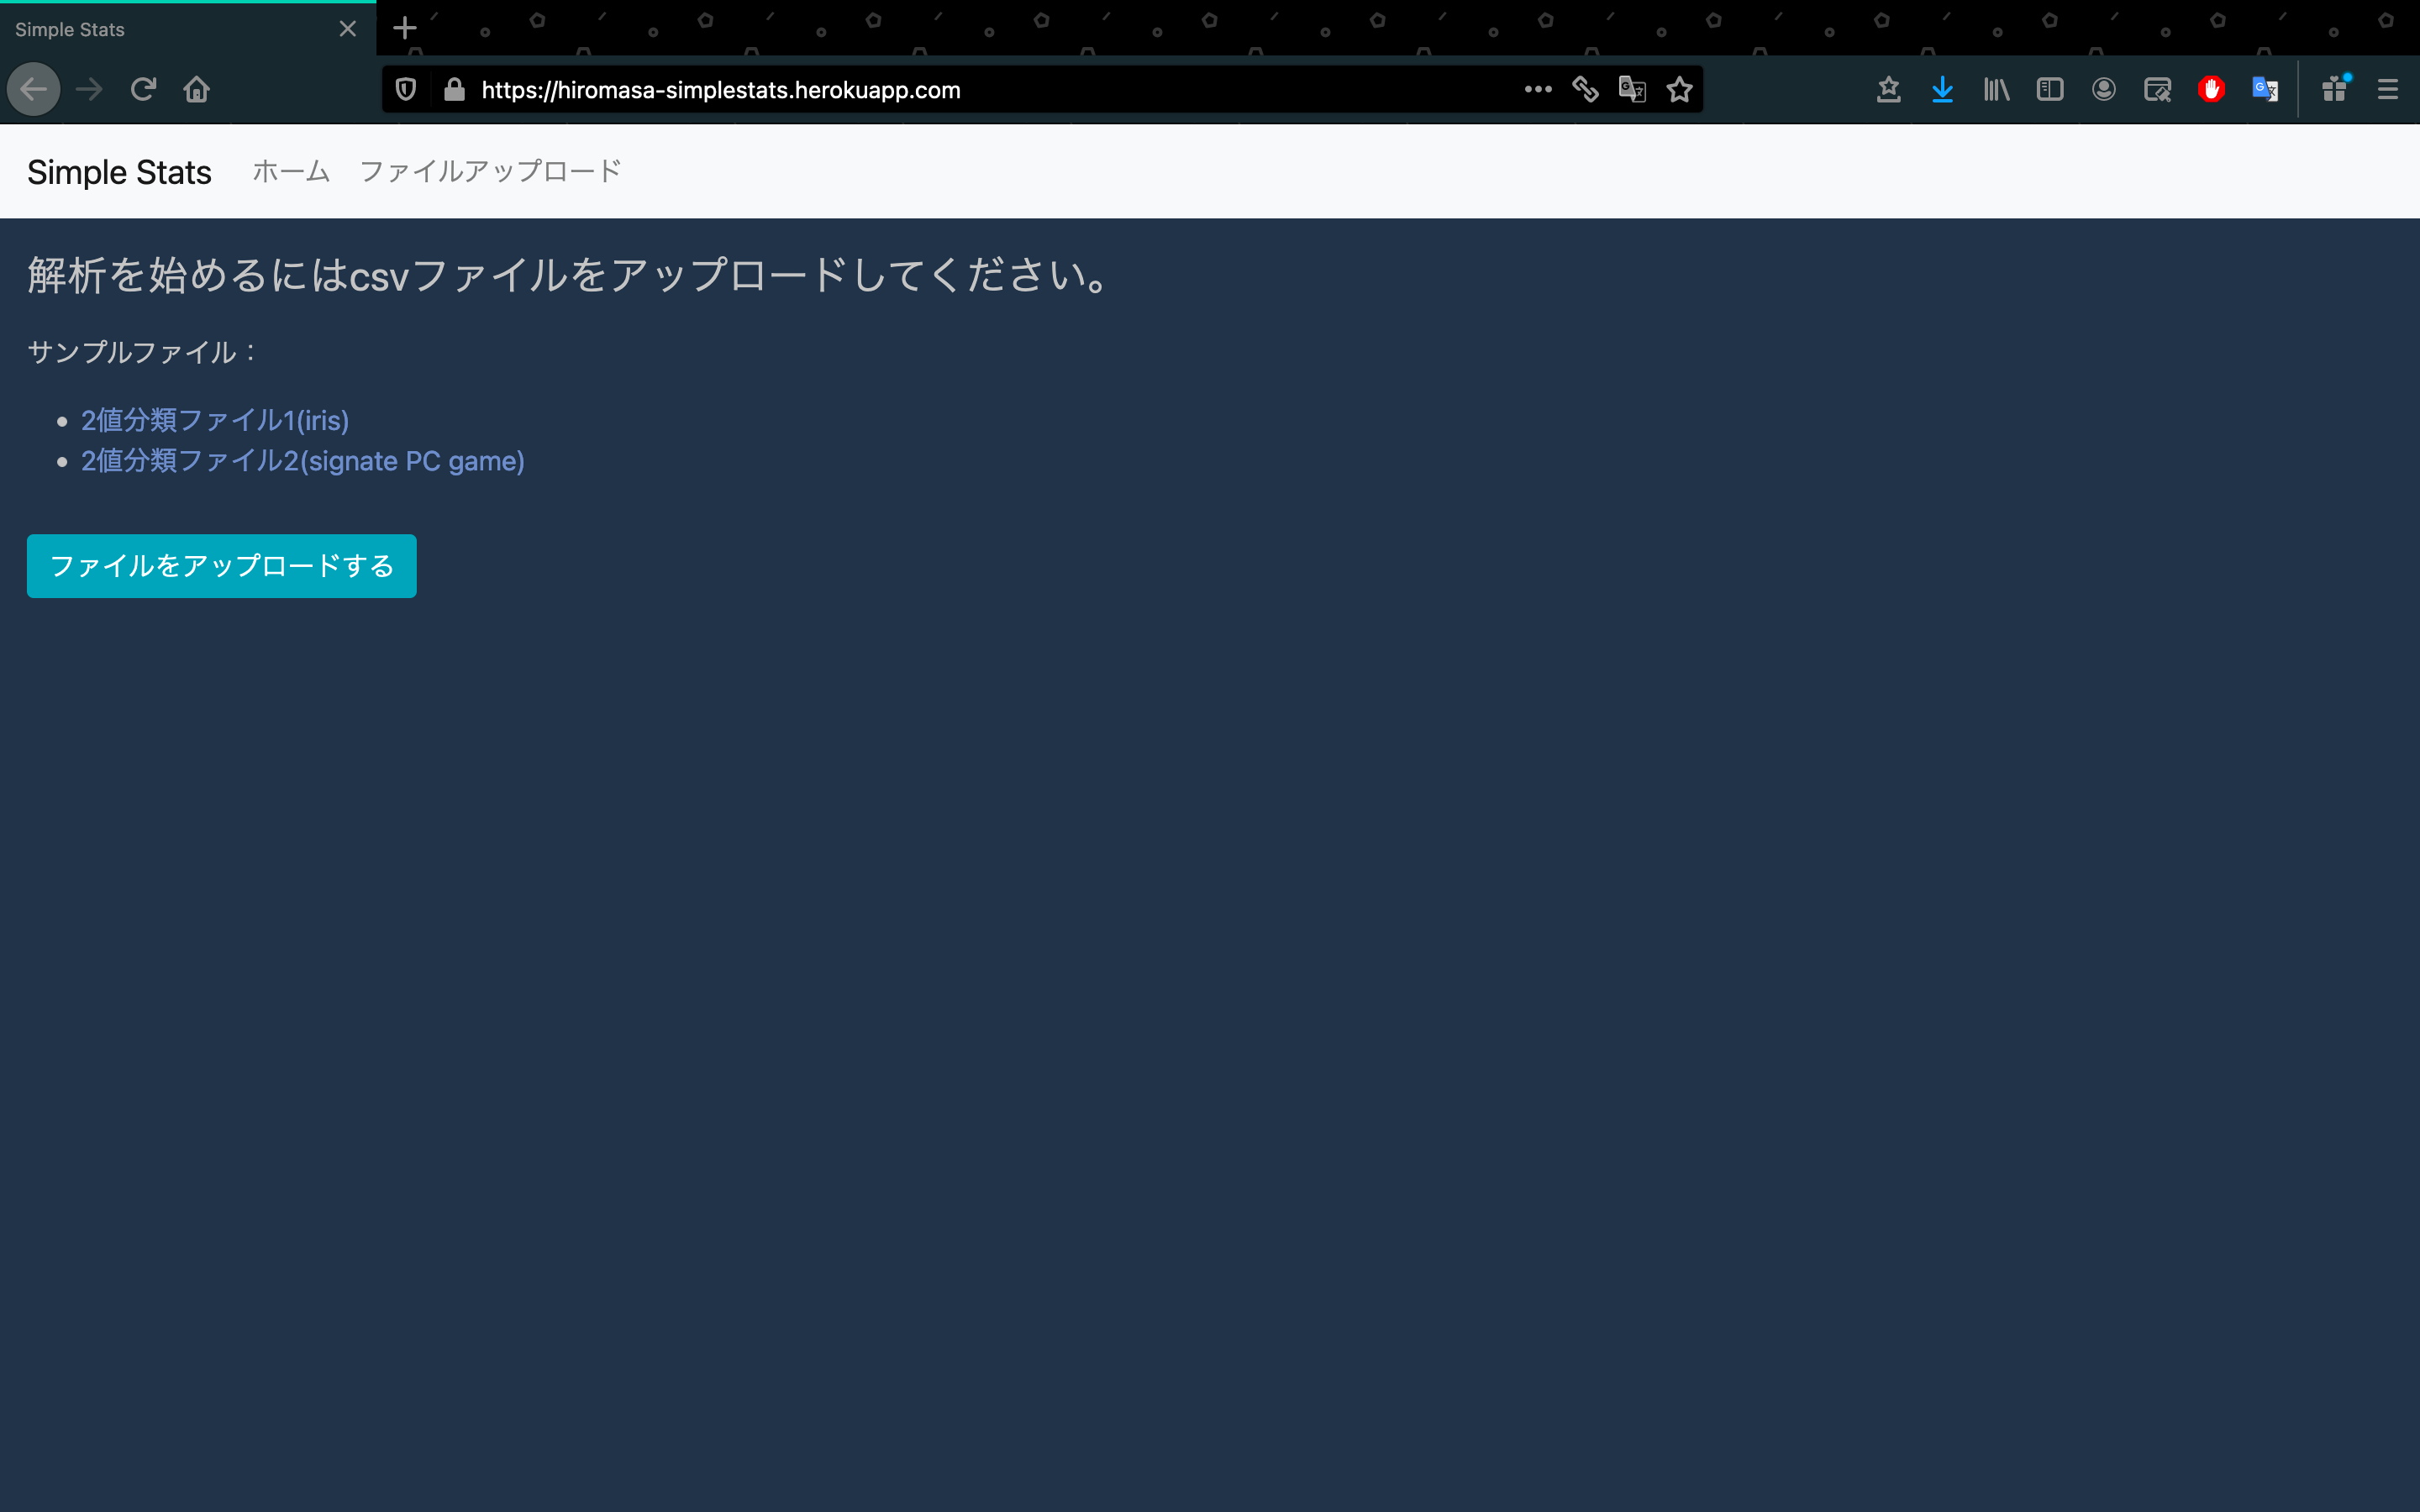 Simple Stats
https://hiromasa-simplestats.herokuapp.com
Simple Stats ホーム ファイルアップロード
解析を始めるにはcsvファイルをアップロードしてください。
サンプルファイル：
2値分類ファイル1(iris)
2値分類ファイル2(signate PC game)
ファイルをアップロードする